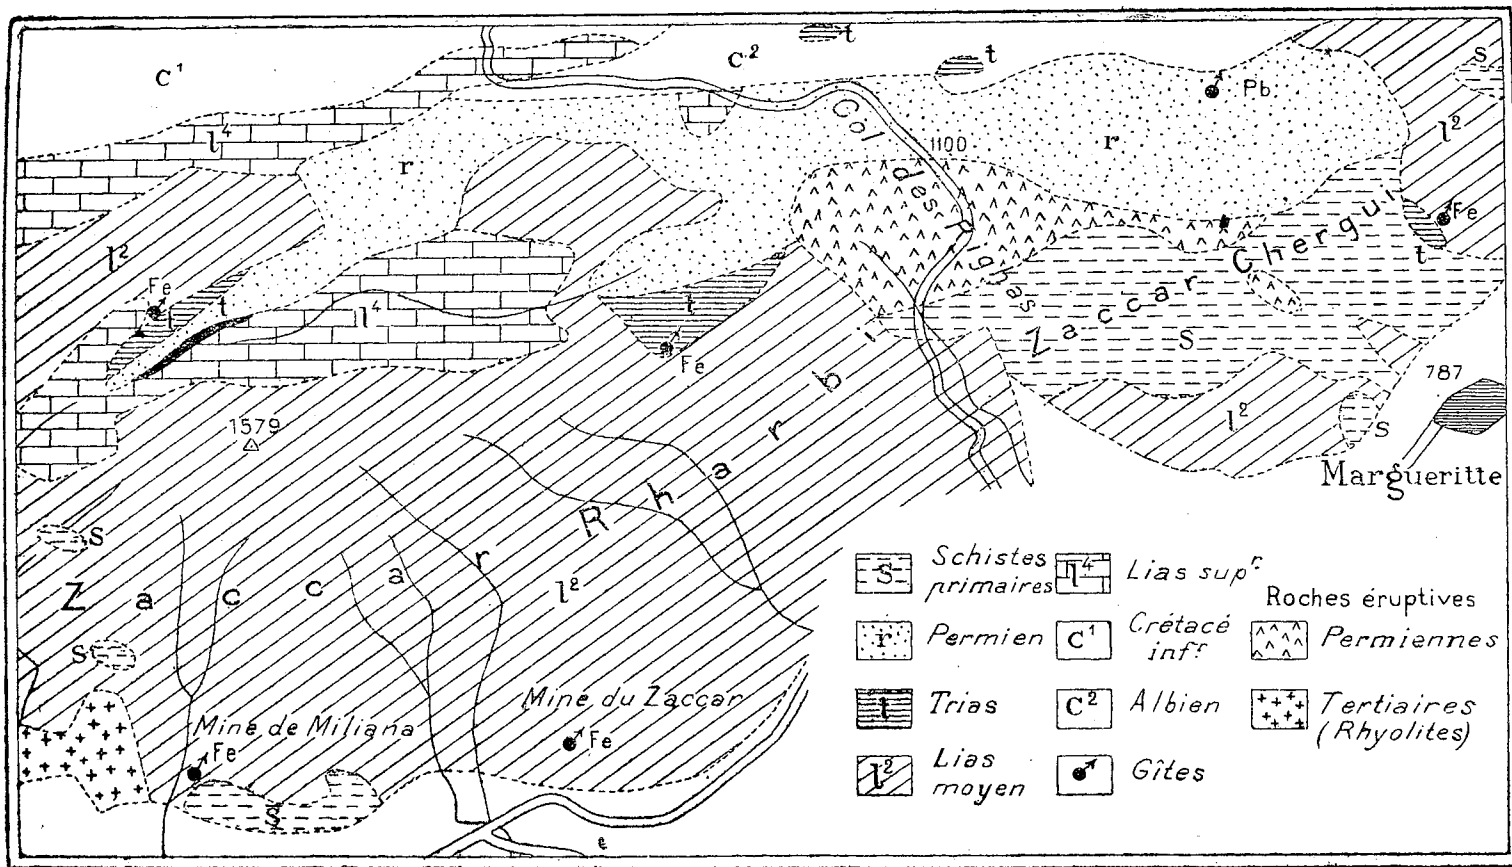 C¹
C²
t
t
S
Pb
l⁴
r
Col des Righas
1100
r
l²
l²
Fe
t
l⁴
t
Fe
Zaccar Chergui
Fe
t
S
787
l²
S
Margueritte
1579
Zaccar Rharbi
S
l²
S
Mine de Miliana
Fe
Mine du Zaccar
Fe
S
e
S Schistes primaires
r Permien
t Trias
l² Lias moyen
l⁴ Lias supʳ.
C¹ Crétacé infʳ
C² Albien
Gîtes
Roches éruptives
Permiennes
Tertiaires
(Rhyolites)